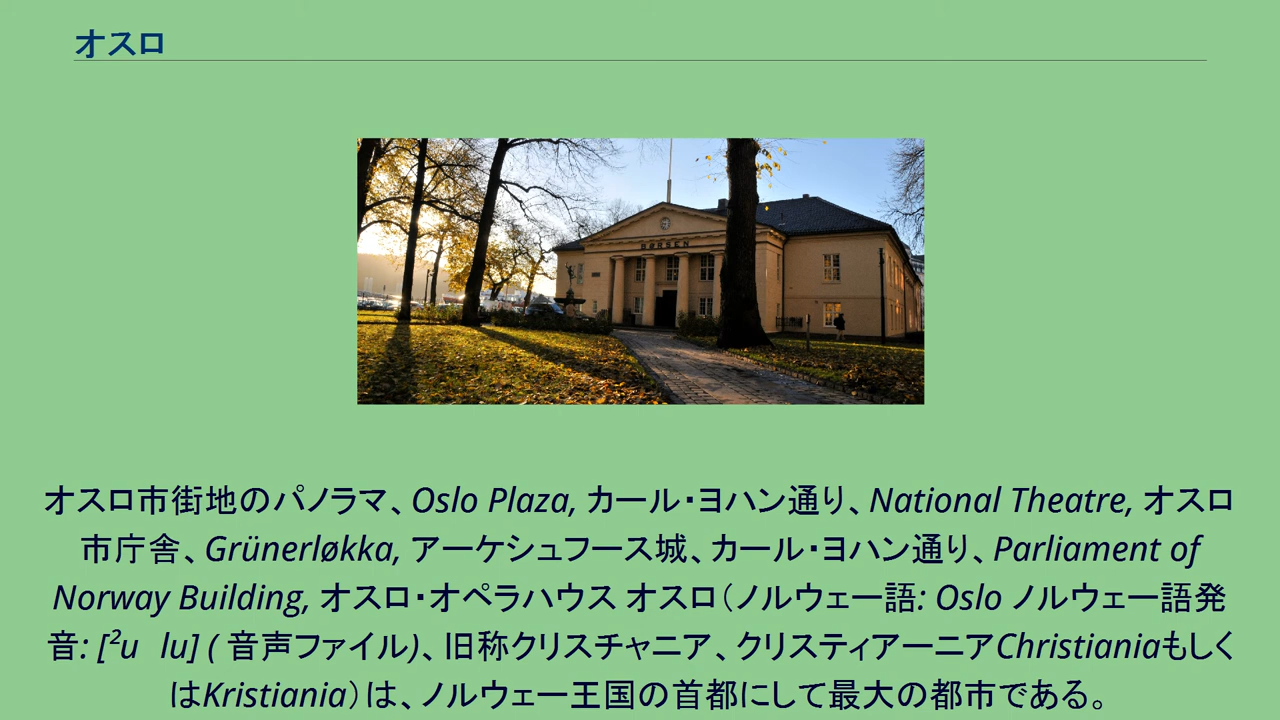 オスロ
BØRSEN
オスロ市街地のパノラマ、Oslo Plaza, カール・ヨハン通り、National Theatre, オスロ
市庁舎、Grünerløkka, アーケシュフース城、カール・ヨハン通り、Parliament of
Norway Building, オスロ・オペラハウス オスロ（ノルウェー語: Oslo ノルウェー語発
音: [²u lu] ( 音声ファイル)、旧称クリスチャニア、クリスティアーニアChristianiaもしく
はKristiania）は、ノルウェー王国の首都にして最大の都市である。